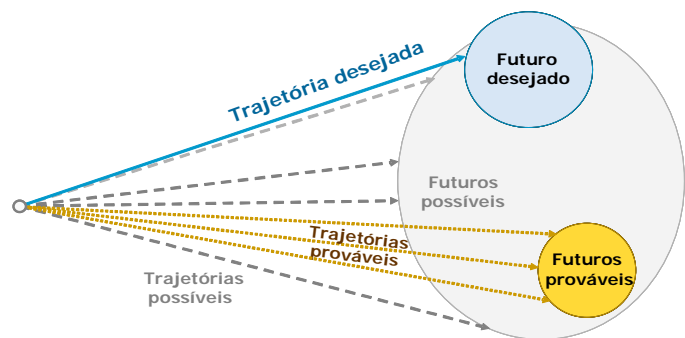 Trajetória desejada
Futuro
desejado
Futuros
possíveis
Trajetórias
prováveis
Futuros
prováveis
Trajetórias
possíveis